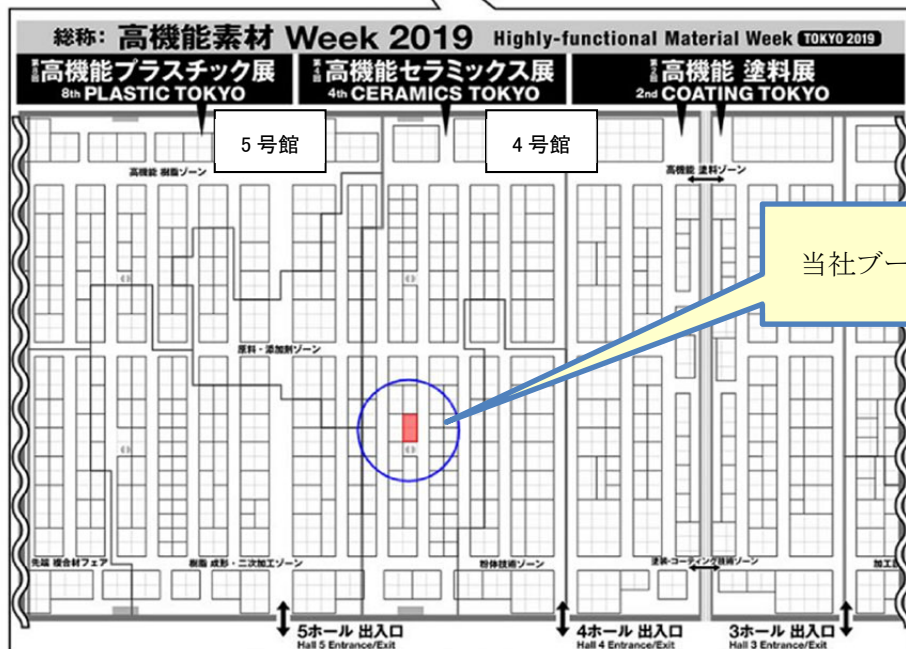 総称: 高機能素材 Week 2019 Highly-functional Material Week TOKYO 2019
第8回 高機能プラスチック展
8th PLASTIC TOKYO
第4回 高機能セラミックス展
4th CERAMICS TOKYO
第2回 高機能 塗料展
2nd COATING TOKYO
5号館
4号館
高機能 樹脂ゾーン
高機能 塗料ゾーン
当社ブー
原料・添加剤ゾーン
先端 複合材フェア
樹脂 成形・二次加工ゾーン
粉体技術ゾーン
塗装・コーティング技術ゾーン
5ホール 出入口
Hall 5 Entrance/Exit
4ホール 出入口
Hall 4 Entrance/Exit
3ホール 出入口
Hall 3 Entrance/Exit